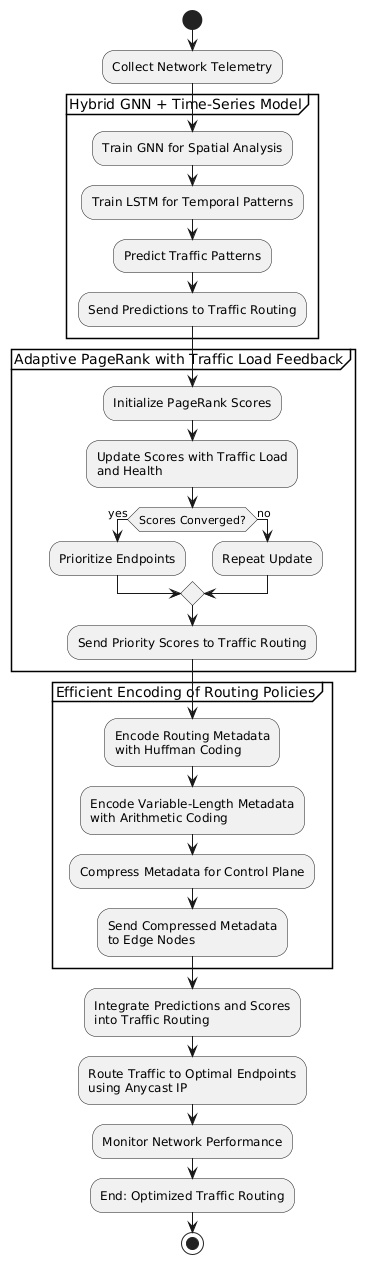 Collect Network Telemetry
Hybrid GNN + Time-Series Model
Train GNN for Spatial Analysis
Train LSTM for Temporal Patterns
Predict Traffic Patterns
Send Predictions to Traffic Routing
Adaptive PageRank with Traffic Load Feedback
Initialize PageRank Scores
Update Scores with Traffic Load
and Health
yes
Scores Converged?
no
Prioritize Endpoints
Repeat Update
Send Priority Scores to Traffic Routing
Efficient Encoding of Routing Policies
Encode Routing Metadata
with Huffman Coding
Encode Variable-Length Metadata
with Arithmetic Coding
Compress Metadata for Control Plane
Send Compressed Metadata
to Edge Nodes
Integrate Predictions and Scores
into Traffic Routing
Route Traffic to Optimal Endpoints
using Anycast IP
Monitor Network Performance
End: Optimized Traffic Routing